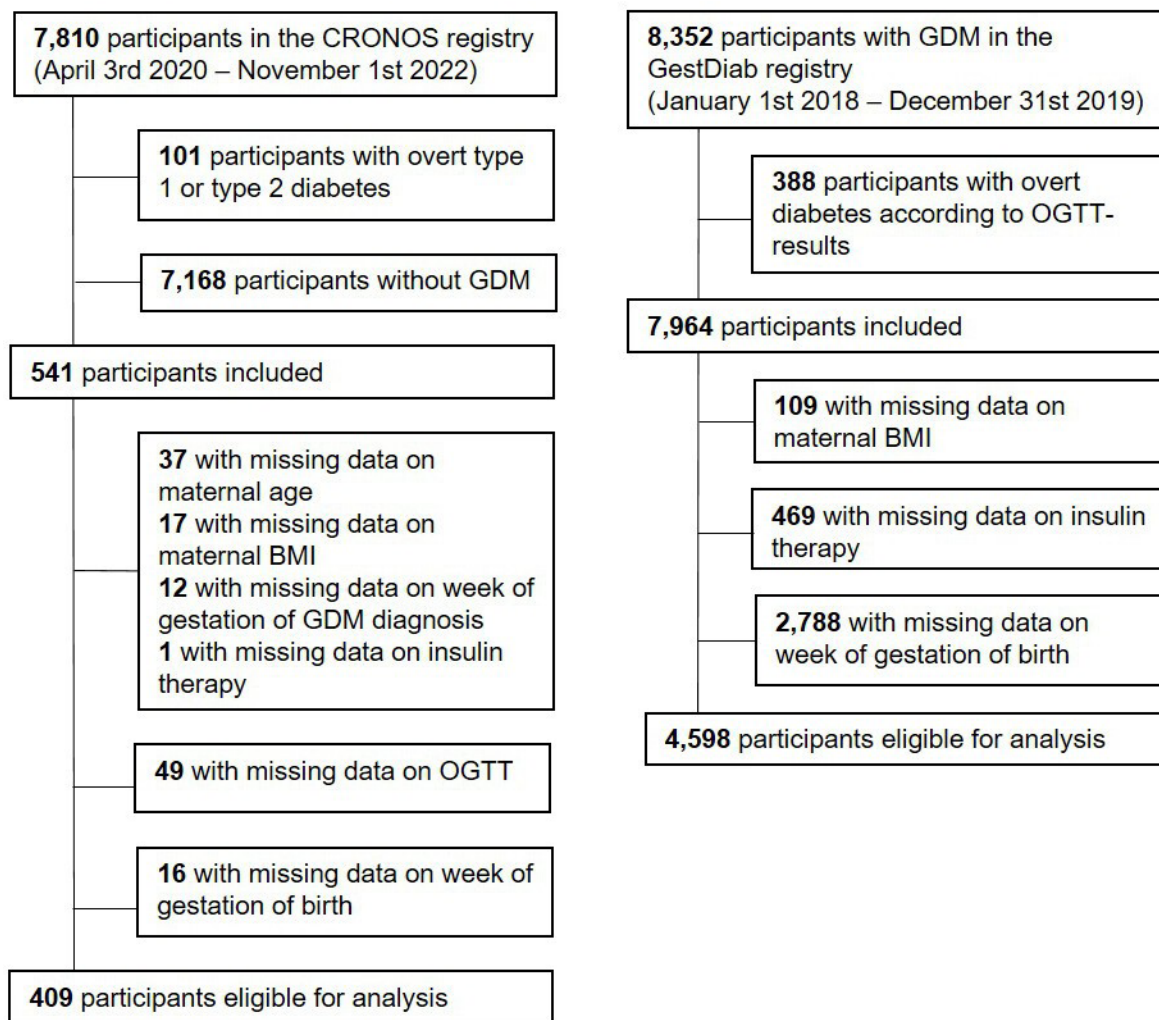 7,810 participants in the CRONOS registry
(April 3rd 2020 – November 1st 2022)
101 participants with overt type
1 or type 2 diabetes
7,168 participants without GDM
541 participants included
37 with missing data on
maternal age
17 with missing data on
maternal BMI
12 with missing data on week of
gestation of GDM diagnosis
1 with missing data on insulin
therapy
49 with missing data on OGTT
16 with missing data on week of
gestation of birth
409 participants eligible for analysis
8,352 participants with GDM in the
GestDiab registry
(January 1st 2018 – December 31st 2019)
388 participants with overt
diabetes according to OGTT-
results
7,964 participants included
109 with missing data on
maternal BMI
469 with missing data on insulin
therapy
2,788 with missing data on
week of gestation of birth
4,598 participants eligible for analysis